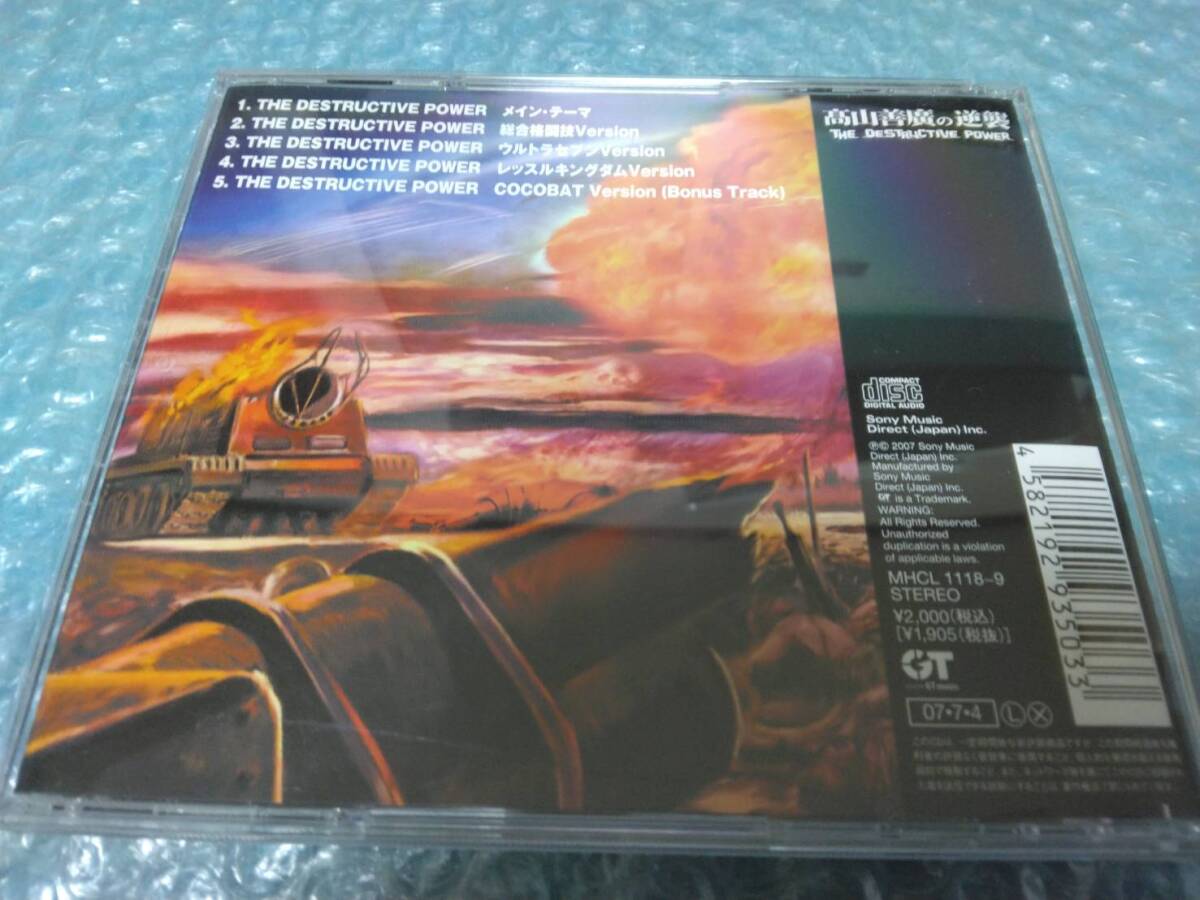 1. THE DESTRUCTIVE POWER メイン・テーマ
2. THE DESTRUCTIVE POWER 総合格闘技Version
3. THE DESTRUCTIVE POWER ウルトラセブンVersion
4. THE DESTRUCTIVE POWER レッスルキングダムVersion
5. THE DESTRUCTIVE POWER COCOBAT Version (Bonus Track)
髙山善廣の逆襲
THE DESTRUCTIVE POWER
COMPACT
disc
DIGITAL AUDIO
Sony Music
Direct (Japan) Inc.
℗© 2007 Sony Music
Direct (Japan) Inc.
Manufactured by
Sony Music
Direct (Japan) Inc.
GT is a Trademark.
WARNING:
All Rights Reserved.
Unauthorized
duplication is a violation
of applicable laws.
MHCL 1118-9
STEREO
¥2,000(税込)
[¥1,905(税抜)]
GT
07・7・4 Ⓛ Ⓧ
4 582192 935033